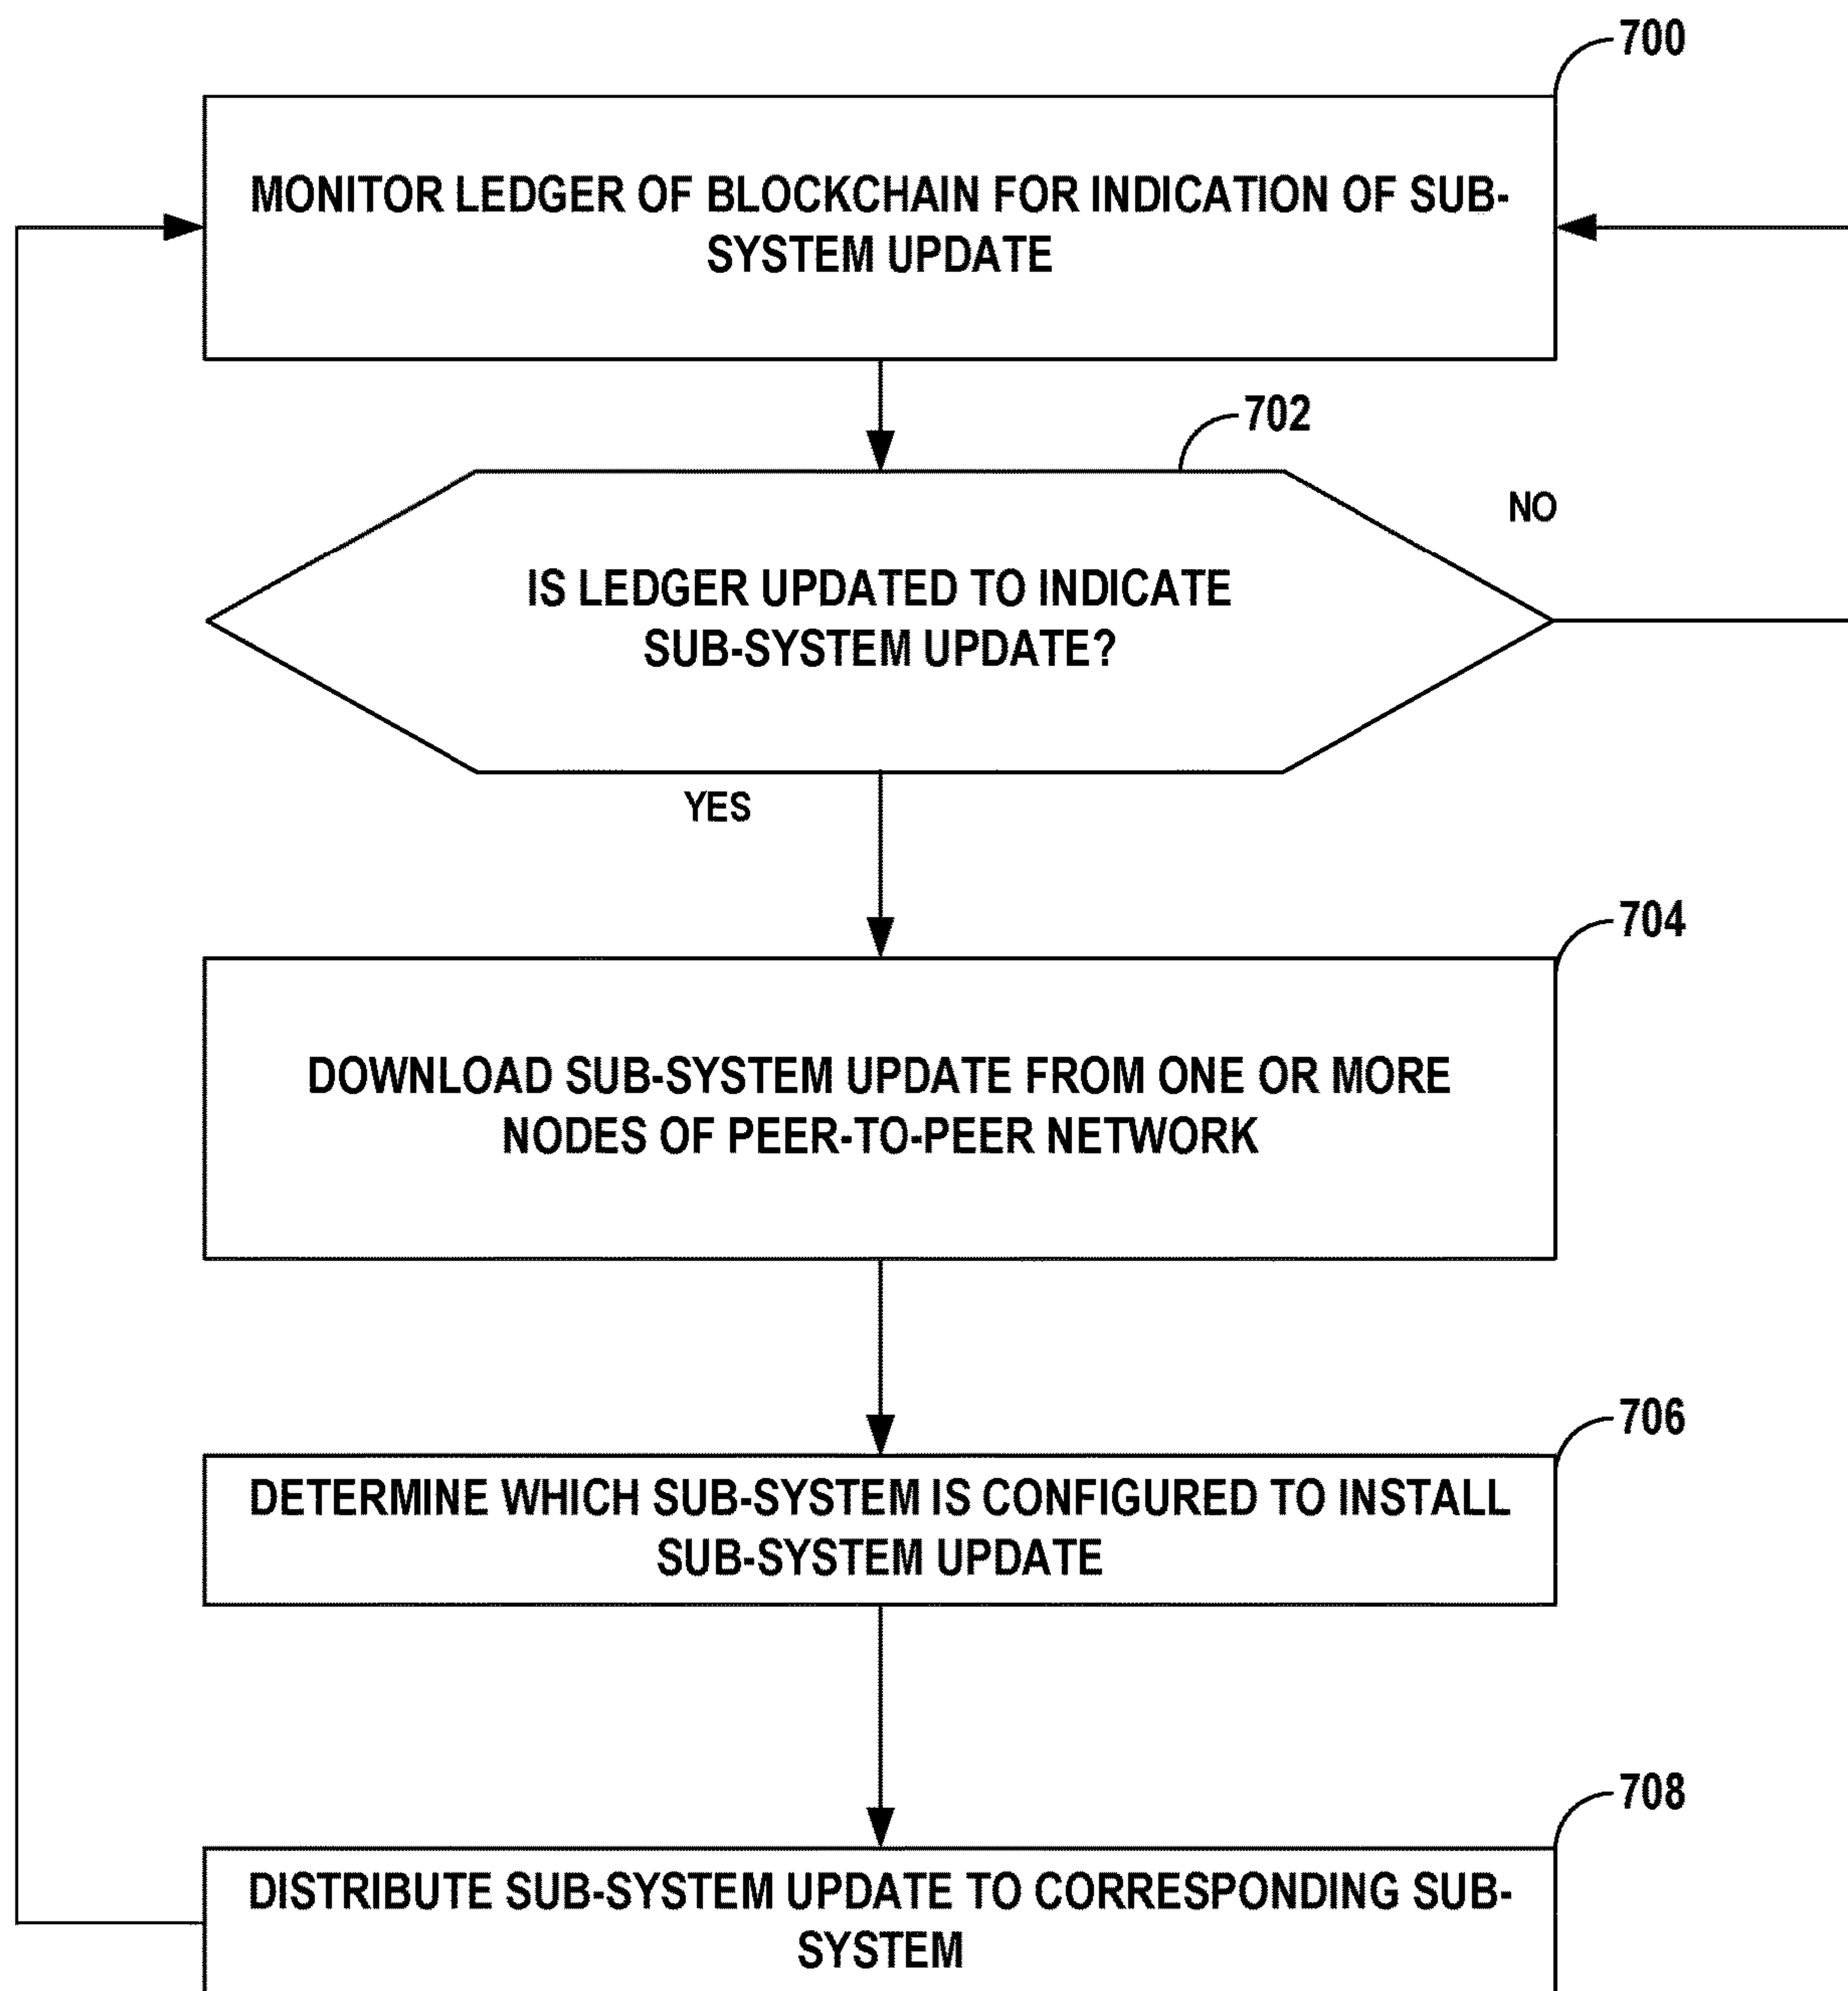 700
MONITOR LEDGER OF BLOCKCHAIN FOR INDICATION OF SUB-
SYSTEM UPDATE
702
NO
IS LEDGER UPDATED TO INDICATE
SUB-SYSTEM UPDATE?
YES
704
DOWNLOAD SUB-SYSTEM UPDATE FROM ONE OR MORE
NODES OF PEER-TO-PEER NETWORK
706
DETERMINE WHICH SUB-SYSTEM IS CONFIGURED TO INSTALL
SUB-SYSTEM UPDATE
708
DISTRIBUTE SUB-SYSTEM UPDATE TO CORRESPONDING SUB-
SYSTEM